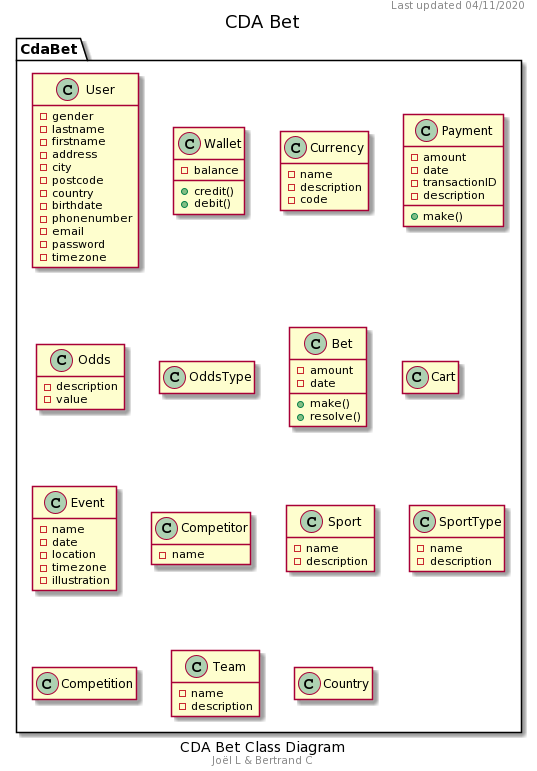 Last updated 04/11/2020
CDA Bet
CdaBet
C User
gender
lastname
firstname
address
city
postcode
country
birthdate
phonenumber
email
password
timezone
C Wallet
balance
credit()
debit()
C Currency
name
description
code
C Payment
amount
date
transactionID
description
make()
C Odds
description
value
C OddsType
C Bet
amount
date
make()
resolve()
C Cart
C Event
name
date
location
timezone
illustration
C Competitor
name
C Sport
name
description
C SportType
name
description
C Competition
C Team
name
description
C Country
CDA Bet Class Diagram
Joël L & Bertrand C